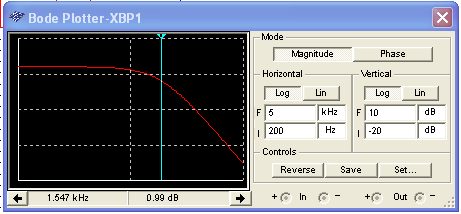 Bode Plotter-XBP1
Mode
Magnitude Phase
Horizontal Vertical
Log Lin Log Lin
F 5 kHz F 10 dB
I 200 Hz I -20 dB
Controls
Reverse Save Set...
1.547 kHz 0.99 dB + In - + Out -